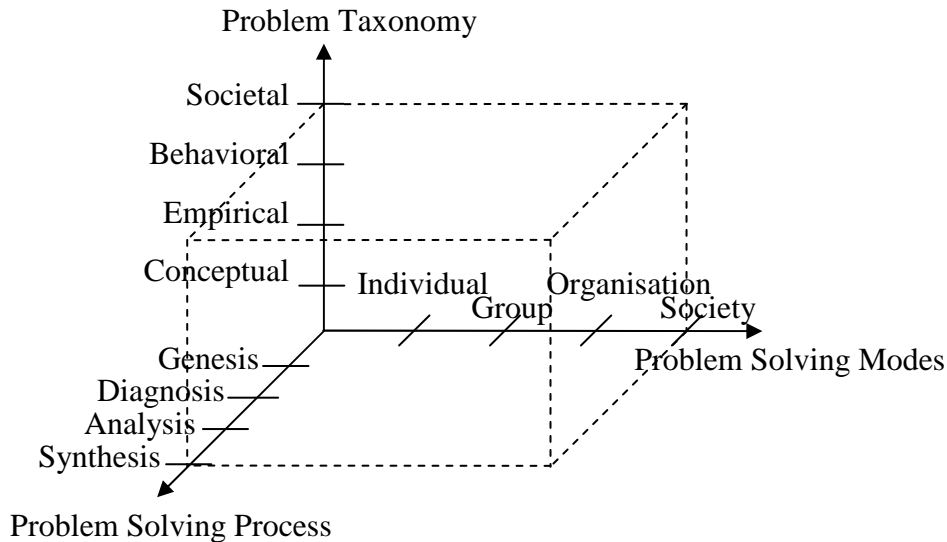 Problem Taxonomy
Societal
Behavioral
Empirical
Conceptual
Individual
Organisation
Group
Society
Problem Solving Modes
Genesis
Diagnosis
Analysis
Synthesis
Problem Solving Process